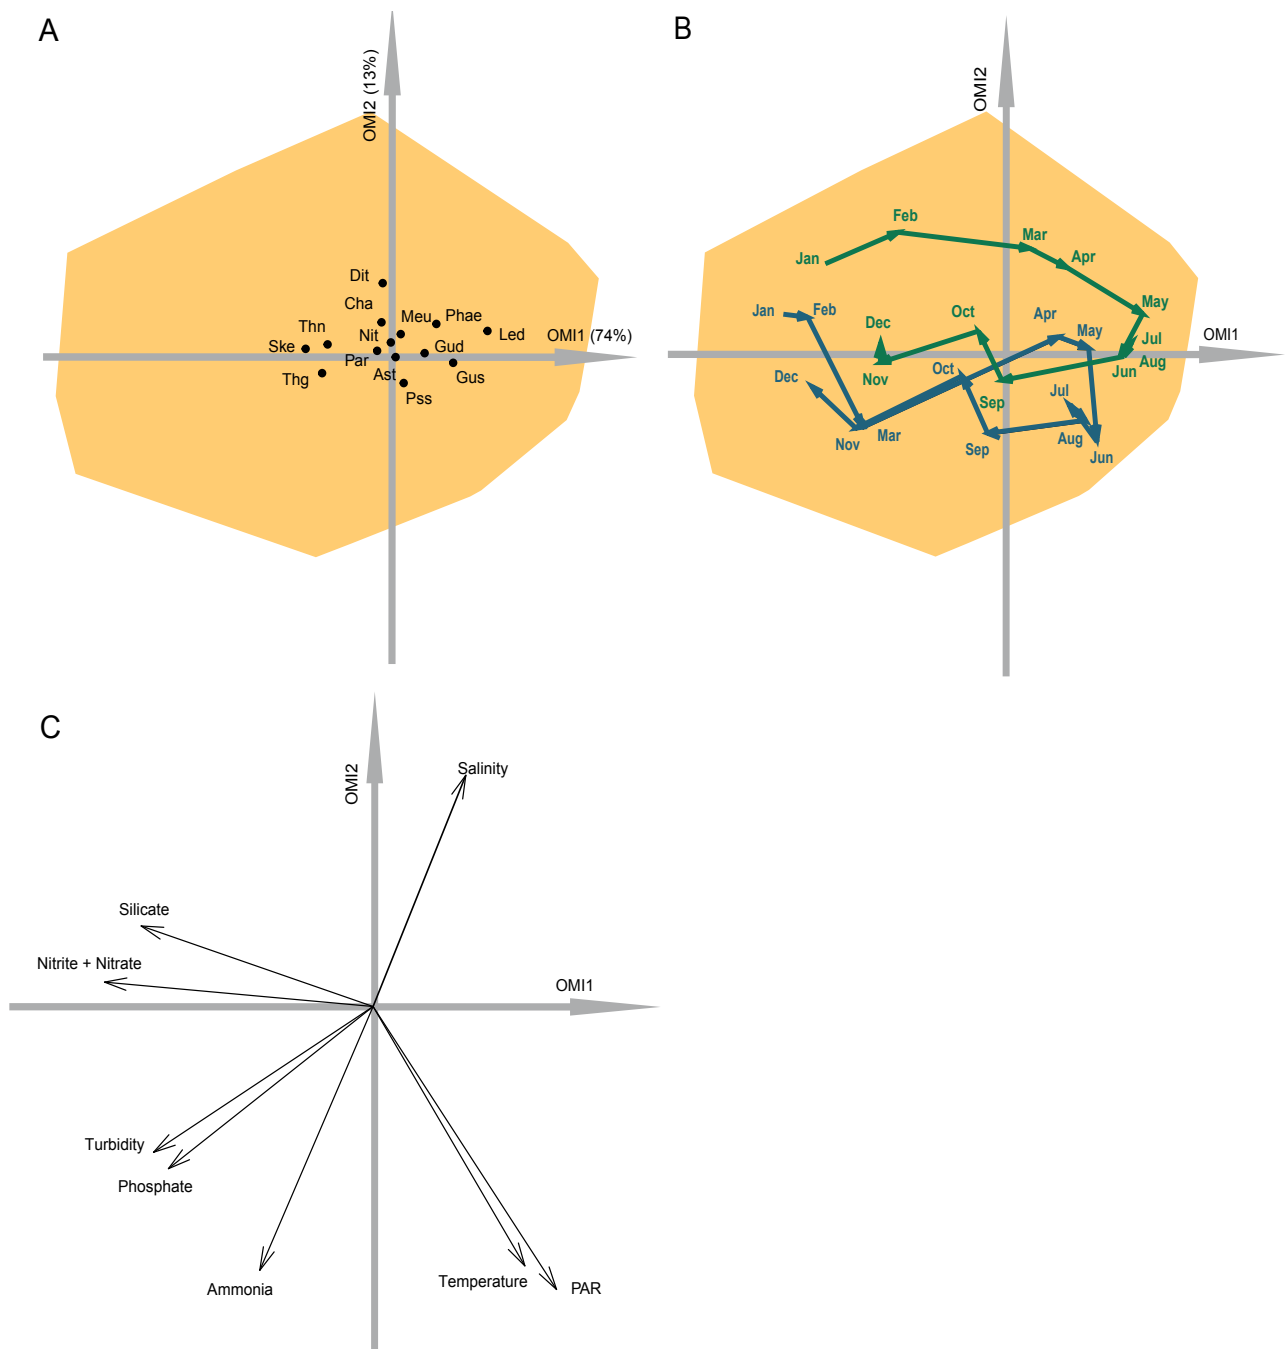 A
OMI2 (13%)
Dit
Cha
Thn
Nit
Meu
Phae
Led
OMI1 (74%)
Ske
Par
Gud
Thg
Ast
Gus
Pss
B
OMI2
Feb
Jan
Mar
Apr
May
Jan
Feb
Dec
Oct
Apr
May
Jul
OMI1
Nov
Dec
Oct
Sep
Jun
Aug
Jul
Nov
Mar
Sep
Aug
Jun
C
OMI2
Salinity
Silicate
Nitrite + Nitrate
OMI1
Turbidity
Phosphate
Ammonia
Temperature
PAR